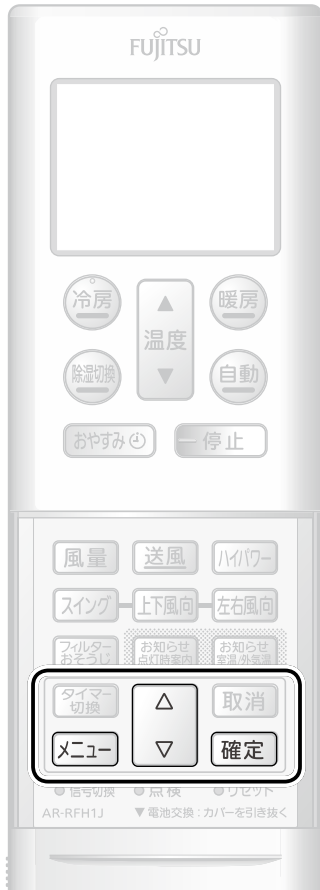 FUJITSU
冷房 ▲ 暖房
温度
除湿切換 ▼ 自動
おやすみ 停止
風量 送風 ハイパワー
スイング 上下風向 左右風向
フィルター お知らせ お知らせ
おそうじ 点灯時案内 室温/外気温
タイマー △ 取消
切換
メニュー ▽ 確定
信号切換 点検 リセット
AR-RFH1J ▼電池交換:カバーを引き抜く